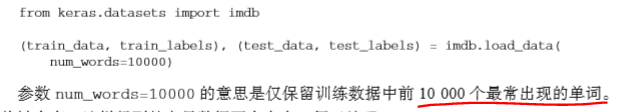 from keras.datasets import imdb
(train_data, train_labels), (test_data, test_labels) = imdb.load_data(
num_words=10000)
参数 num_words=10000 的意思是仅保留训练数据中前 10 000 个最常出现的单词。